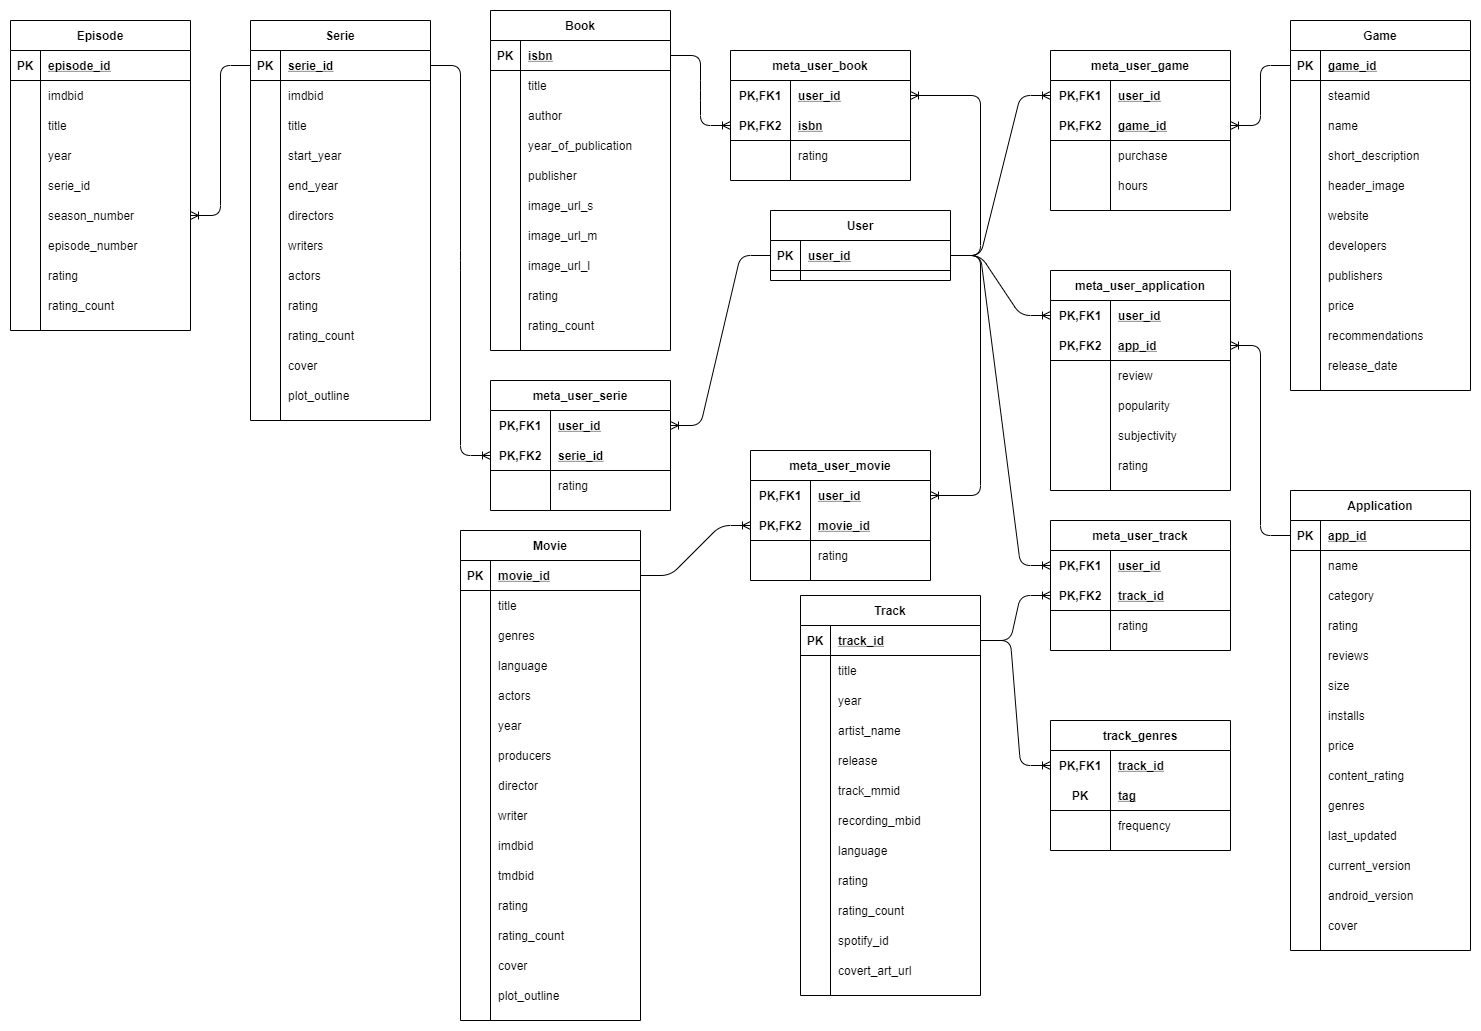 Episode
PK episode_id
imdbid
title
year
serie_id
season_number
episode_number
rating
rating_count
Serie
PK serie_id
imdbid
title
start_year
end_year
directors
writers
actors
rating
rating_count
cover
plot_outline
Book
PK isbn
title
author
year_of_publication
publisher
image_url_s
image_url_m
image_url_l
rating
rating_count
meta_user_book
PK,FK1 user_id
PK,FK2 isbn
rating
User
PK user_id
meta_user_game
PK,FK1 user_id
PK,FK2 game_id
purchase
hours
Game
PK game_id
steamid
name
short_description
header_image
website
developers
publishers
price
recommendations
release_date
meta_user_application
PK,FK1 user_id
PK,FK2 app_id
review
popularity
subjectivity
rating
meta_user_serie
PK,FK1 user_id
PK,FK2 serie_id
rating
meta_user_movie
PK,FK1 user_id
PK,FK2 movie_id
rating
Movie
PK movie_id
title
genres
language
actors
year
producers
director
writer
imdbid
tmdbid
rating
rating_count
cover
plot_outline
Track
PK track_id
title
year
artist_name
release
track_mmid
recording_mbid
language
rating
rating_count
spotify_id
covert_art_url
meta_user_track
PK,FK1 user_id
PK,FK2 track_id
rating
track_genres
PK,FK1 track_id
PK tag
frequency
Application
PK app_id
name
category
rating
reviews
size
installs
price
content_rating
genres
last_updated
current_version
android_version
cover